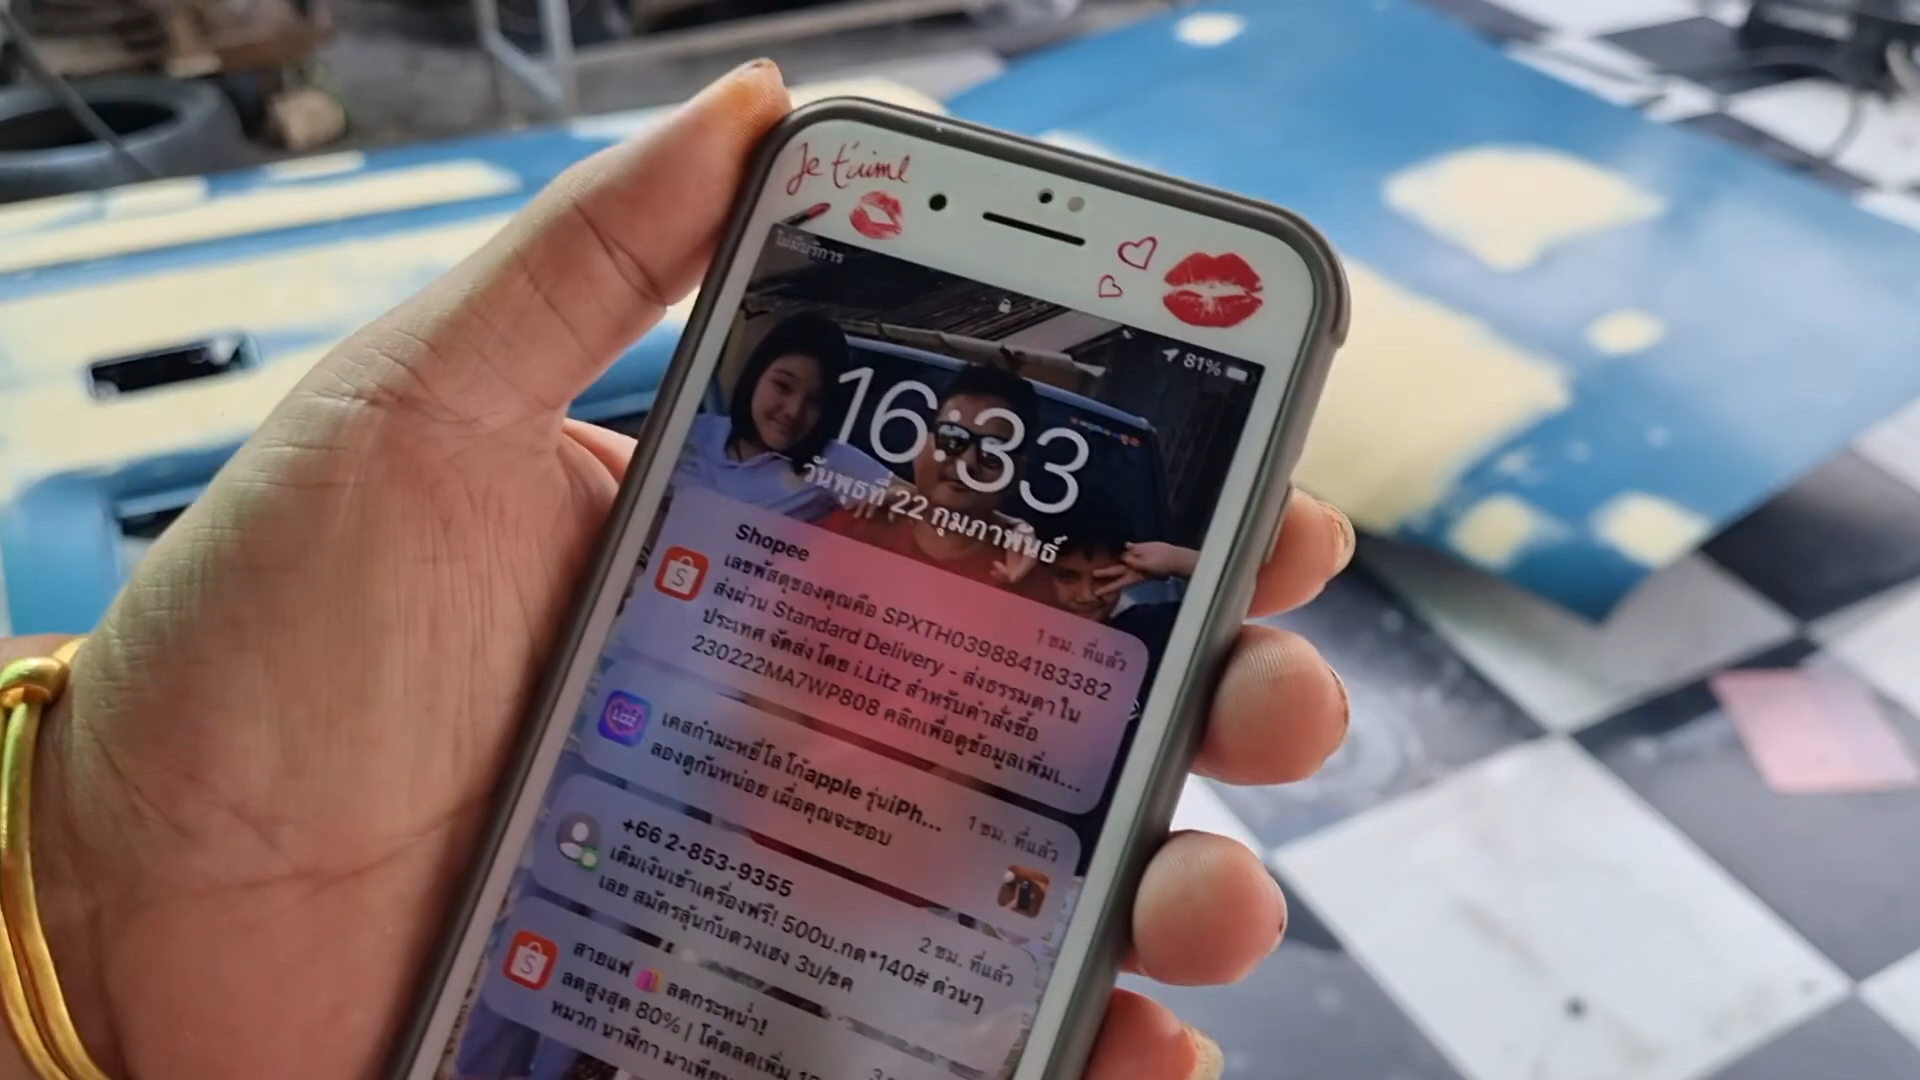 Je t'aime
ไม่มีบริการ
81%
16:33
วันพุธที่ 22 กุมภาพันธ์
Shopee
1 ชม. ที่แล้ว
เลขพัสดุของคุณคือ SPXTH039884183382
ส่งผ่าน Standard Delivery - ส่งธรรมดาใน
ประเทศ จัดส่งโดย i.Litz สำหรับคำสั่งซื้อ
230222MA7WP808 คลิกเพื่อดูข้อมูลเพิ่มเ...
Laz
เคสกำมะหยี่โลโก้apple รุ่นiPh...
1 ชม. ที่แล้ว
ลองดูกันหน่อย เผื่อคุณจะชอบ
+66 2-853-9355
2 ชม. ที่แล้ว
เติมเงินเข้าเครื่องฟรี! 500บ.กด*140# ด่วนๆ
เลย สมัครลุ้นกับดวงเฮง 3บ/ชค
สายแฟ 🛍️ ลดกระหน่ำ!
ลดสูงสุด 80% | โค้ดลดเพิ่ม
หมวก นาฬิกา